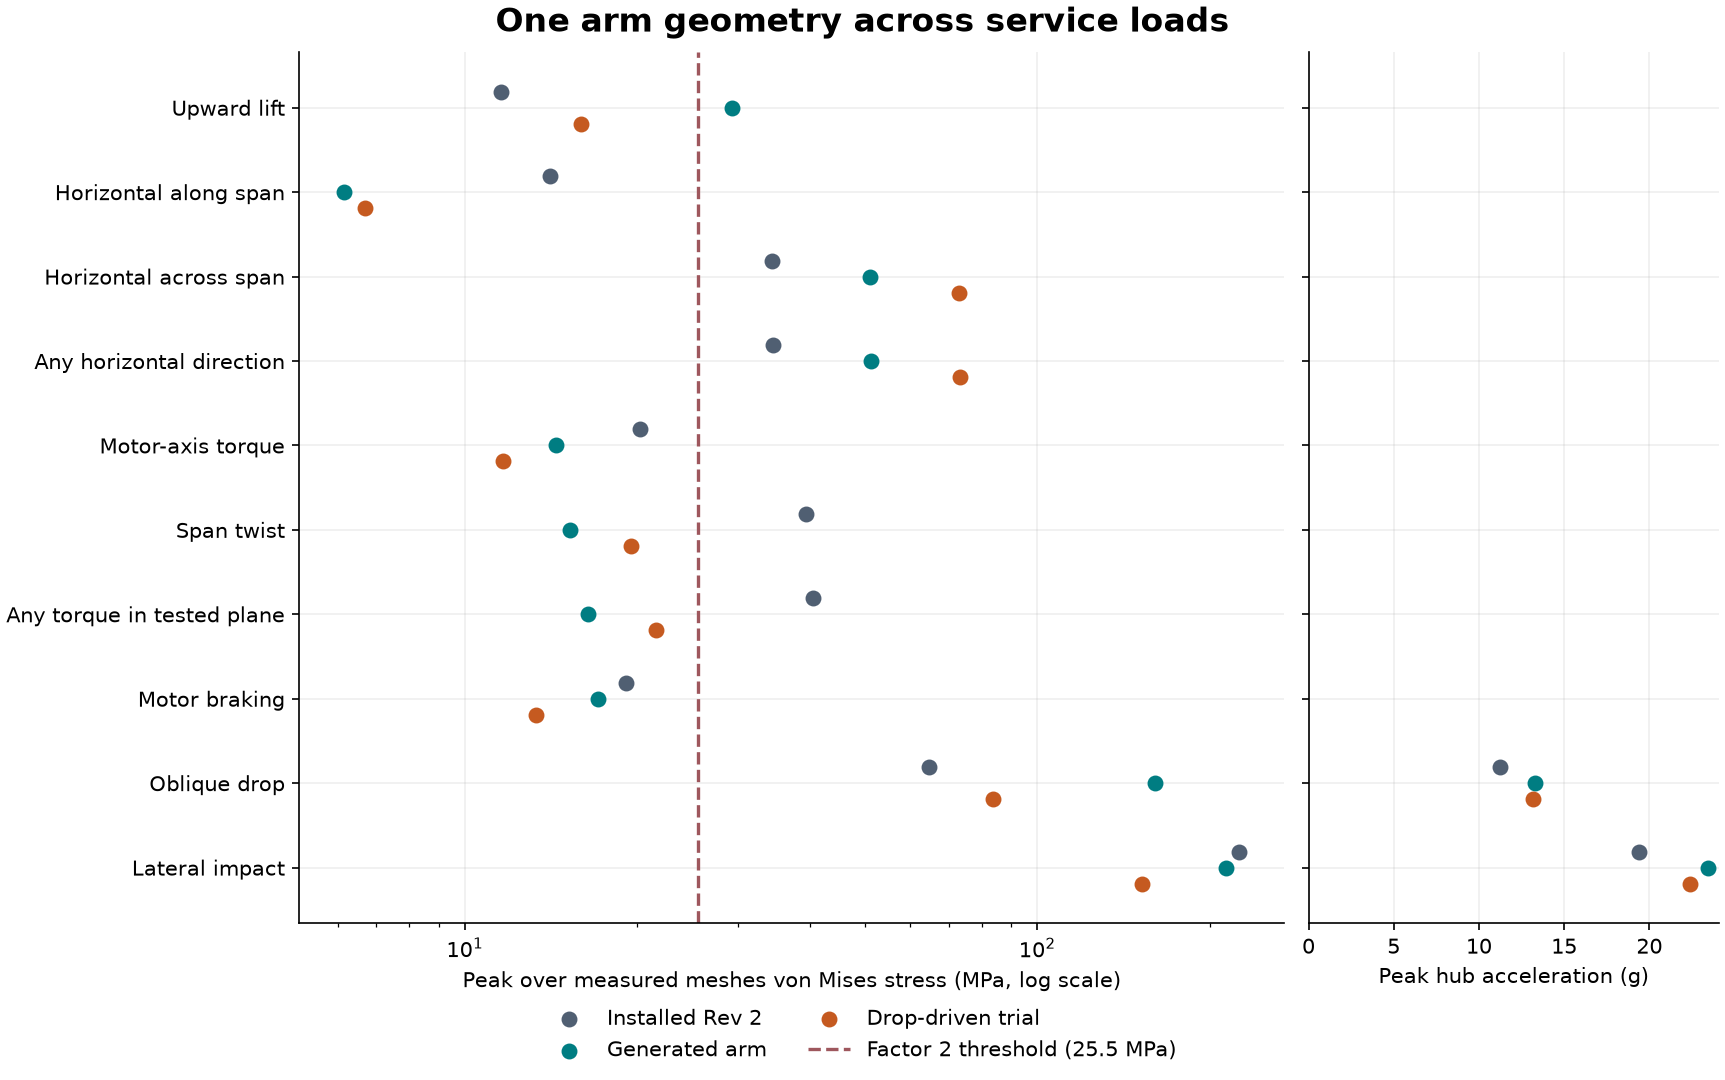 One arm geometry across service loads
Upward lift
Horizontal along span
Horizontal across span
Any horizontal direction
Motor-axis torque
Span twist
Any torque in tested plane
Motor braking
Oblique drop
Lateral impact
10¹ 10²
0 5 10 15 20
Peak over measured meshes von Mises stress (MPa, log scale)
Peak hub acceleration (g)
Installed Rev 2
Generated arm
Drop-driven trial
Factor 2 threshold (25.5 MPa)